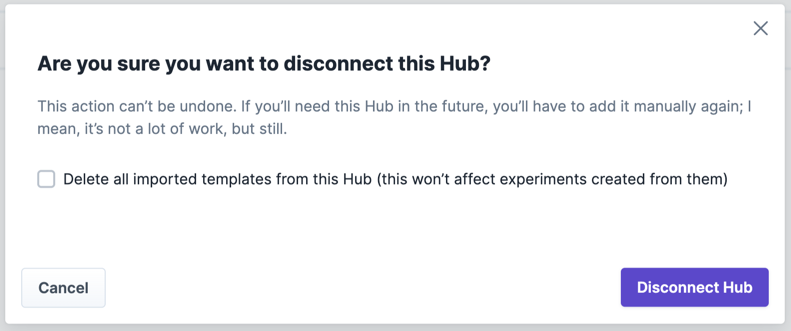 Are you sure you want to disconnect this Hub?
This action can’t be undone. If you’ll need this Hub in the future, you’ll have to add it manually again; I
mean, it’s not a lot of work, but still.
Delete all imported templates from this Hub (this won’t affect experiments created from them)
Cancel
Disconnect Hub